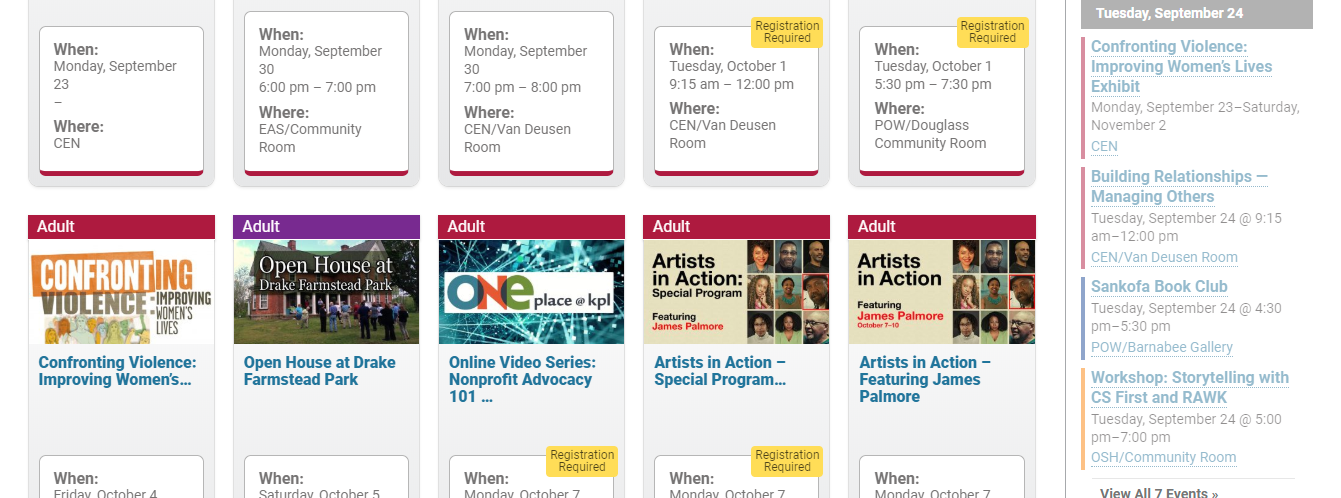 When:
Monday, September
23
–
Where:
CEN
When:
Monday, September
30
6:00 pm – 7:00 pm
Where:
EAS/Community
Room
When:
Monday, September
30
7:00 pm – 8:00 pm
Where:
CEN/Van Deusen
Room
Registration
Required
When:
Tuesday, October 1
9:15 am – 12:00 pm
Where:
CEN/Van Deusen
Room
Registration
Required
When:
Tuesday, October 1
5:30 pm – 7:30 pm
Where:
POW/Douglass
Community Room
Adult
CONFRONTING
VIOLENCE: IMPROVING
WOMEN'S
LIVES
Confronting Violence:
Improving Women's…
When:
Friday, October 4
Adult
Open House at
Drake Farmstead Park
Open House at Drake
Farmstead Park
When:
Saturday, October 5
Adult
ONe place @ kpl
Online Video Series:
Nonprofit Advocacy
101 …
Registration
Required
When:
Monday, October 7
Adult
Artists
in Action:
Special Program
Featuring
James Palmore
Artists in Action –
Special Program…
Registration
Required
When:
Monday, October 7
Adult
Artists
in Action
Featuring
James Palmore
October 7–10
Artists in Action –
Featuring James
Palmore
When:
Monday, October 7
Tuesday, September 24
Confronting Violence:
Improving Women's Lives
Exhibit
Monday, September 23–Saturday,
November 2
CEN
Building Relationships —
Managing Others
Tuesday, September 24 @ 9:15
am–12:00 pm
CEN/Van Deusen Room
Sankofa Book Club
Tuesday, September 24 @ 4:30
pm–5:30 pm
POW/Barnabee Gallery
Workshop: Storytelling with
CS First and RAWK
Tuesday, September 24 @ 5:00
pm–7:00 pm
OSH/Community Room
View All 7 Events »